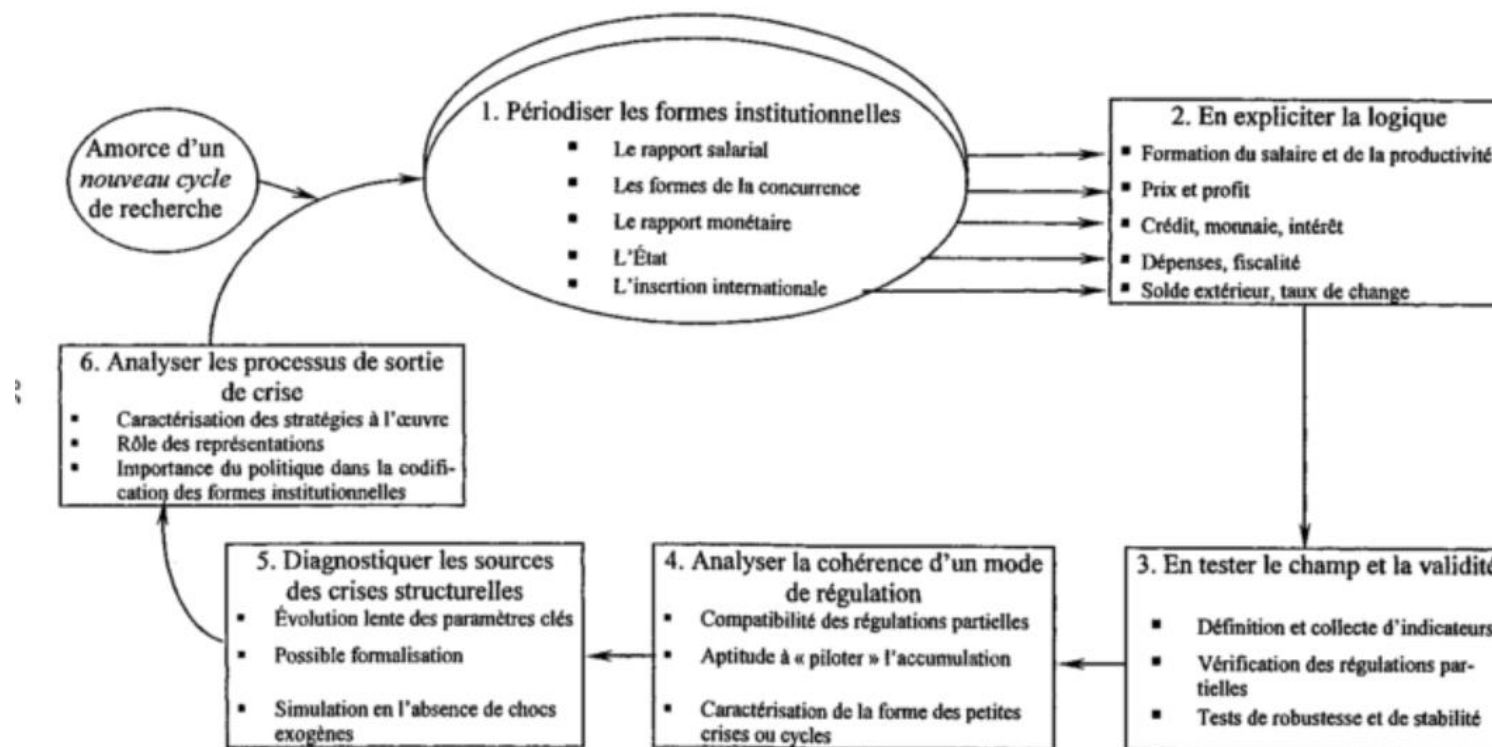 Amorce d'un
nouveau cycle
de recherche
1. Périodiser les formes institutionnelles
▪ Le rapport salarial
▪ Les formes de la concurrence
▪ Le rapport monétaire
▪ L'État
▪ L'insertion internationale
2. En expliciter la logique
▪ Formation du salaire et de la productivité
▪ Prix et profit
▪ Crédit, monnaie, intérêt
▪ Dépenses, fiscalité
▪ Solde extérieur, taux de change
3. En tester le champ et la validité
▪ Définition et collecte d'indicateurs
▪ Vérification des régulations par-
tielles
▪ Tests de robustesse et de stabilité
4. Analyser la cohérence d'un mode
de régulation
▪ Compatibilité des régulations partielles
▪ Aptitude à « piloter » l'accumulation
▪ Caractérisation de la forme des petites
crises ou cycles
5. Diagnostiquer les sources
des crises structurelles
▪ Évolution lente des paramètres clés
▪ Possible formalisation
▪ Simulation en l'absence de chocs
exogènes
6. Analyser les processus de sortie
de crise
▪ Caractérisation des stratégies à l'œuvre
▪ Rôle des représentations
▪ Importance du politique dans la codifi-
cation des formes institutionnelles